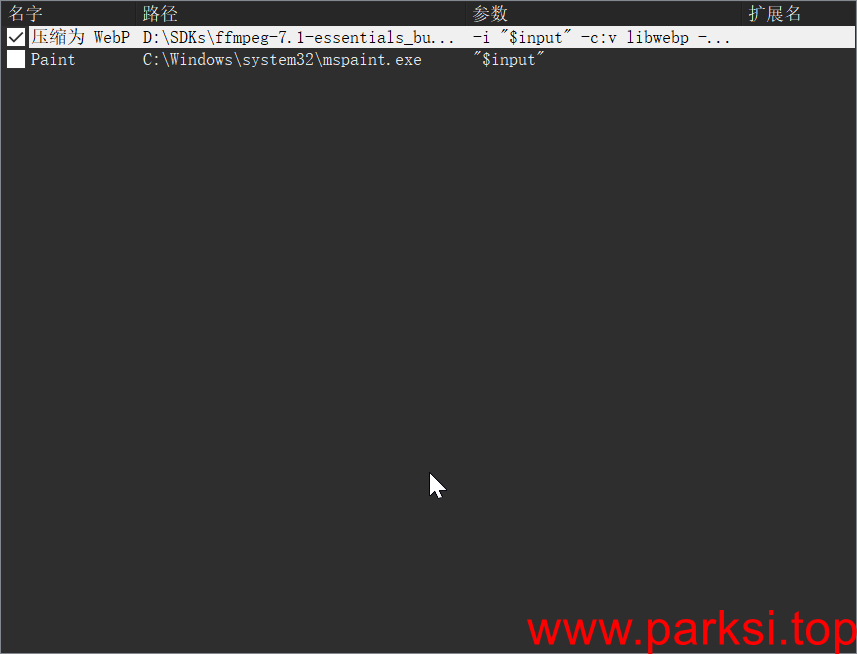 名字 路径 参数 扩展名
压缩为 WebP D:\SDKs\ffmpeg-7.1-essentials_bu... -i "$input" -c:v libwebp -...
Paint C:\Windows\system32\mspaint.exe "$input"
www.parksi.top